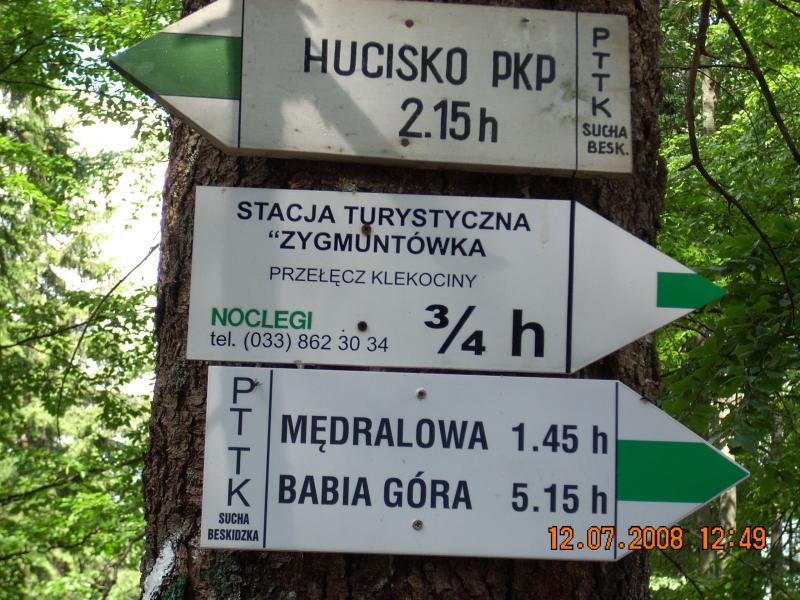 HUCISKO PKP
2.15 h
PTTK
SUCHA
BESK.
STACJA TURYSTYCZNA
“ZYGMUNTÓWKA
PRZEŁĘCZ KLEKOCINY
NOCLEGI
tel. (033) 862 30 34
¾ h
PTTK
SUCHA
BESKIDZKA
MĘDRALOWA 1.45 h
BABIA GÓRA 5.15 h
12.07.2008 12:49